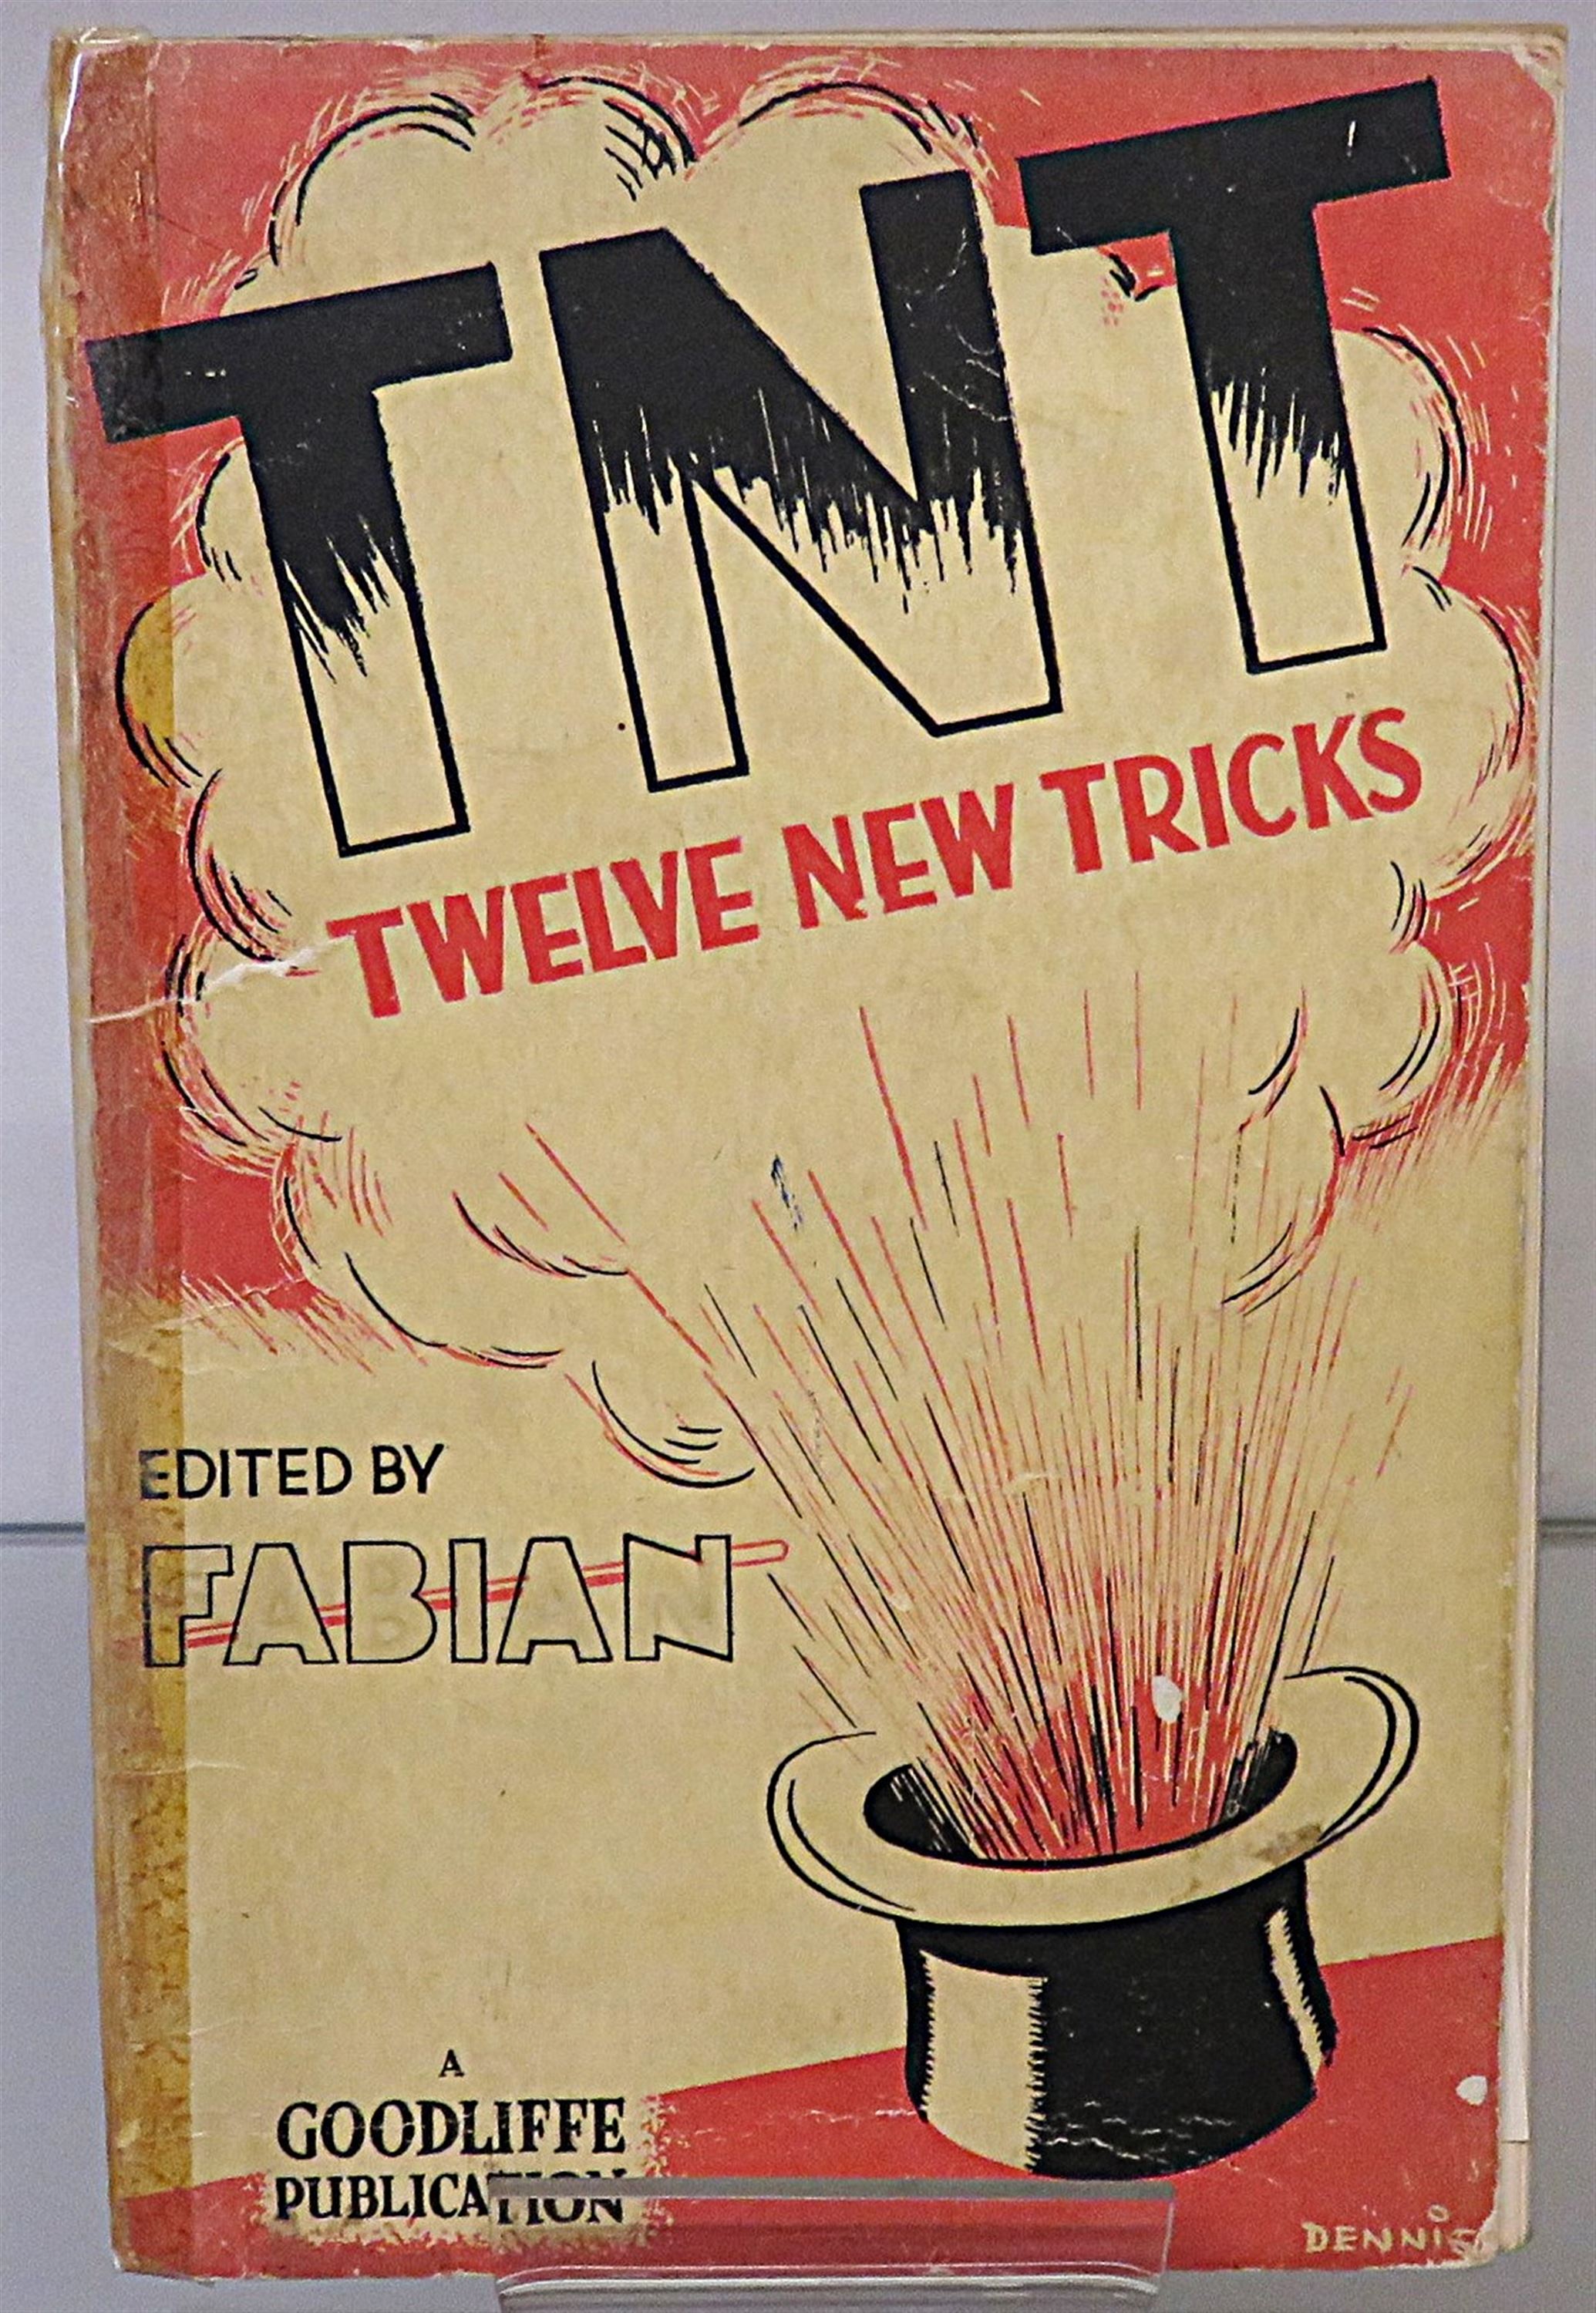 TNT
TWELVE NEW TRICKS
EDITED BY
FABIAN
A
GOODLIFFE
PUBLICATION
DENNIS